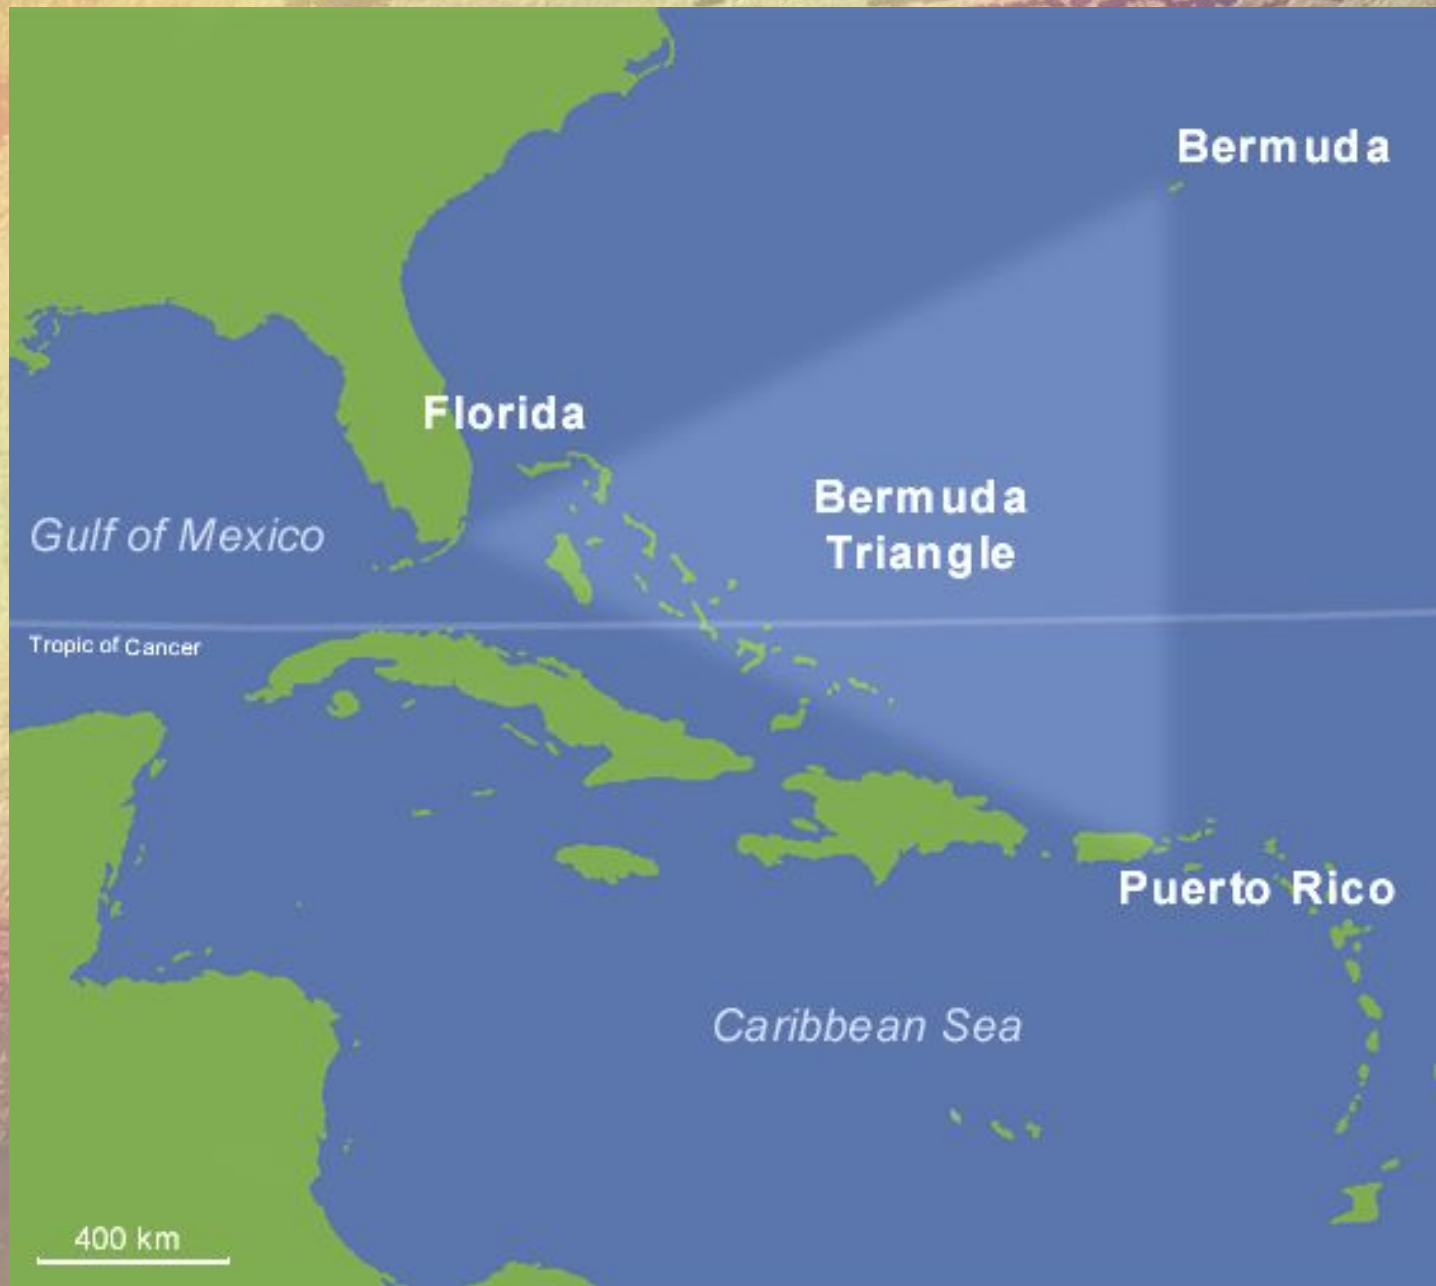 Bermuda
Florida
Bermuda
Triangle
Gulf of Mexico
Tropic of Cancer
Puerto Rico
Caribbean Sea
400 km